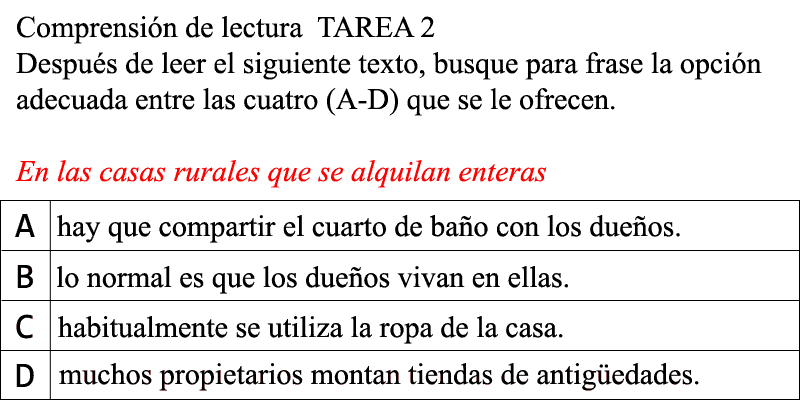 Comprensión de lectura  TAREA 2
Después de leer el siguiente texto, busque para frase la opción
adecuada entre las cuatro (A-D) que se le ofrecen.
En las casas rurales que se alquilan enteras
A hay que compartir el cuarto de baño con los dueños.
B lo normal es que los dueños vivan en ellas.
C habitualmente se utiliza la ropa de la casa.
D muchos propietarios montan tiendas de antigüedades.